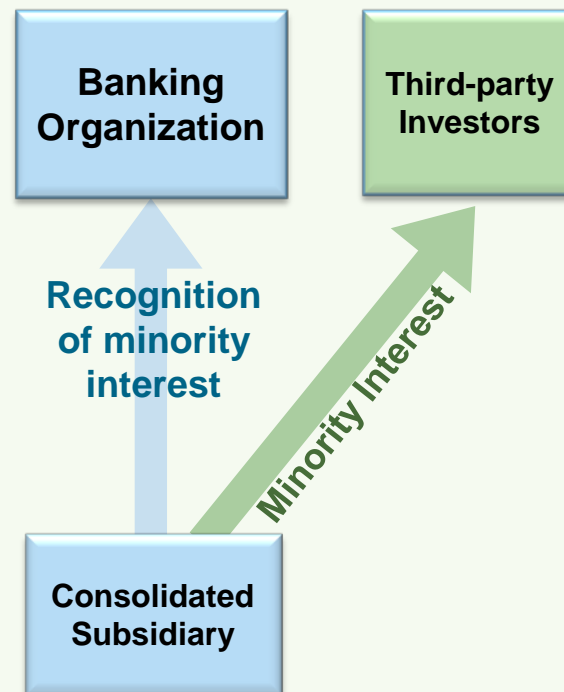 Banking
Organization
Third-party
Investors
Recognition
of minority
interest
Minority Interest
Consolidated
Subsidiary